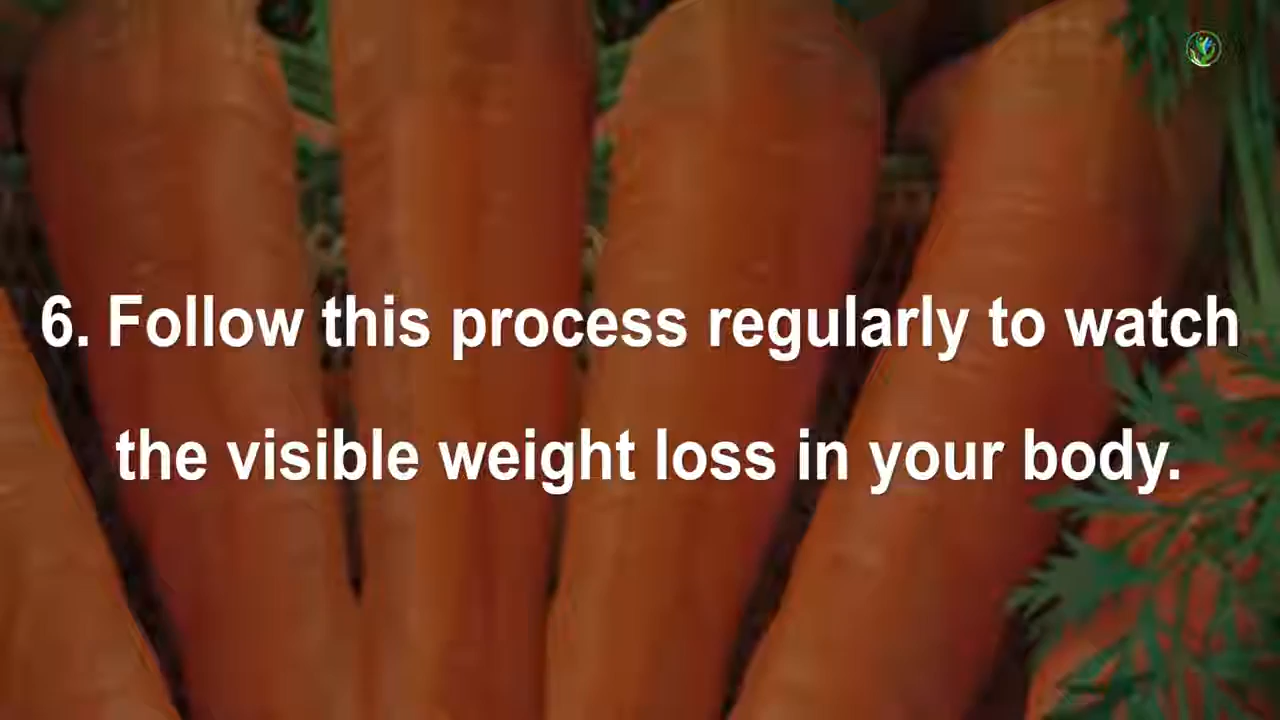 6. Follow this process regularly to watch
the visible weight loss in your body.